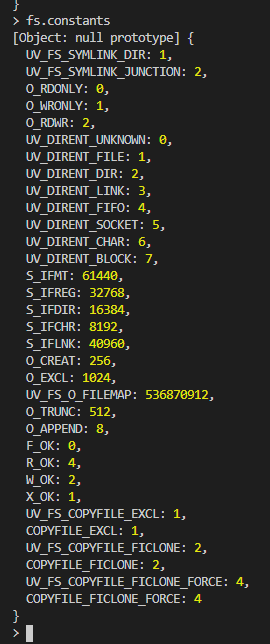 }
> fs.constants
[Object: null prototype] {
  UV_FS_SYMLINK_DIR: 1,
  UV_FS_SYMLINK_JUNCTION: 2,
  O_RDONLY: 0,
  O_WRONLY: 1,
  O_RDWR: 2,
  UV_DIRENT_UNKNOWN: 0,
  UV_DIRENT_FILE: 1,
  UV_DIRENT_DIR: 2,
  UV_DIRENT_LINK: 3,
  UV_DIRENT_FIFO: 4,
  UV_DIRENT_SOCKET: 5,
  UV_DIRENT_CHAR: 6,
  UV_DIRENT_BLOCK: 7,
  S_IFMT: 61440,
  S_IFREG: 32768,
  S_IFDIR: 16384,
  S_IFCHR: 8192,
  S_IFLNK: 40960,
  O_CREAT: 256,
  O_EXCL: 1024,
  UV_FS_O_FILEMAP: 536870912,
  O_TRUNC: 512,
  O_APPEND: 8,
  F_OK: 0,
  R_OK: 4,
  W_OK: 2,
  X_OK: 1,
  UV_FS_COPYFILE_EXCL: 1,
  COPYFILE_EXCL: 1,
  UV_FS_COPYFILE_FICLONE: 2,
  COPYFILE_FICLONE: 2,
  UV_FS_COPYFILE_FICLONE_FORCE: 4,
  COPYFILE_FICLONE_FORCE: 4
}
>